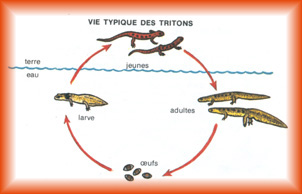 VIE TYPIQUE DES TRITONS
terre
eau
jeunes
larve
adultes
œufs